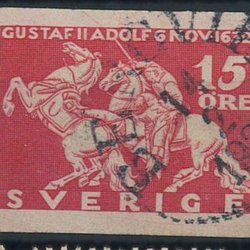 GUSTAF II ADOLF 6 NOV 1632
15
ÖRE
SVERIGE